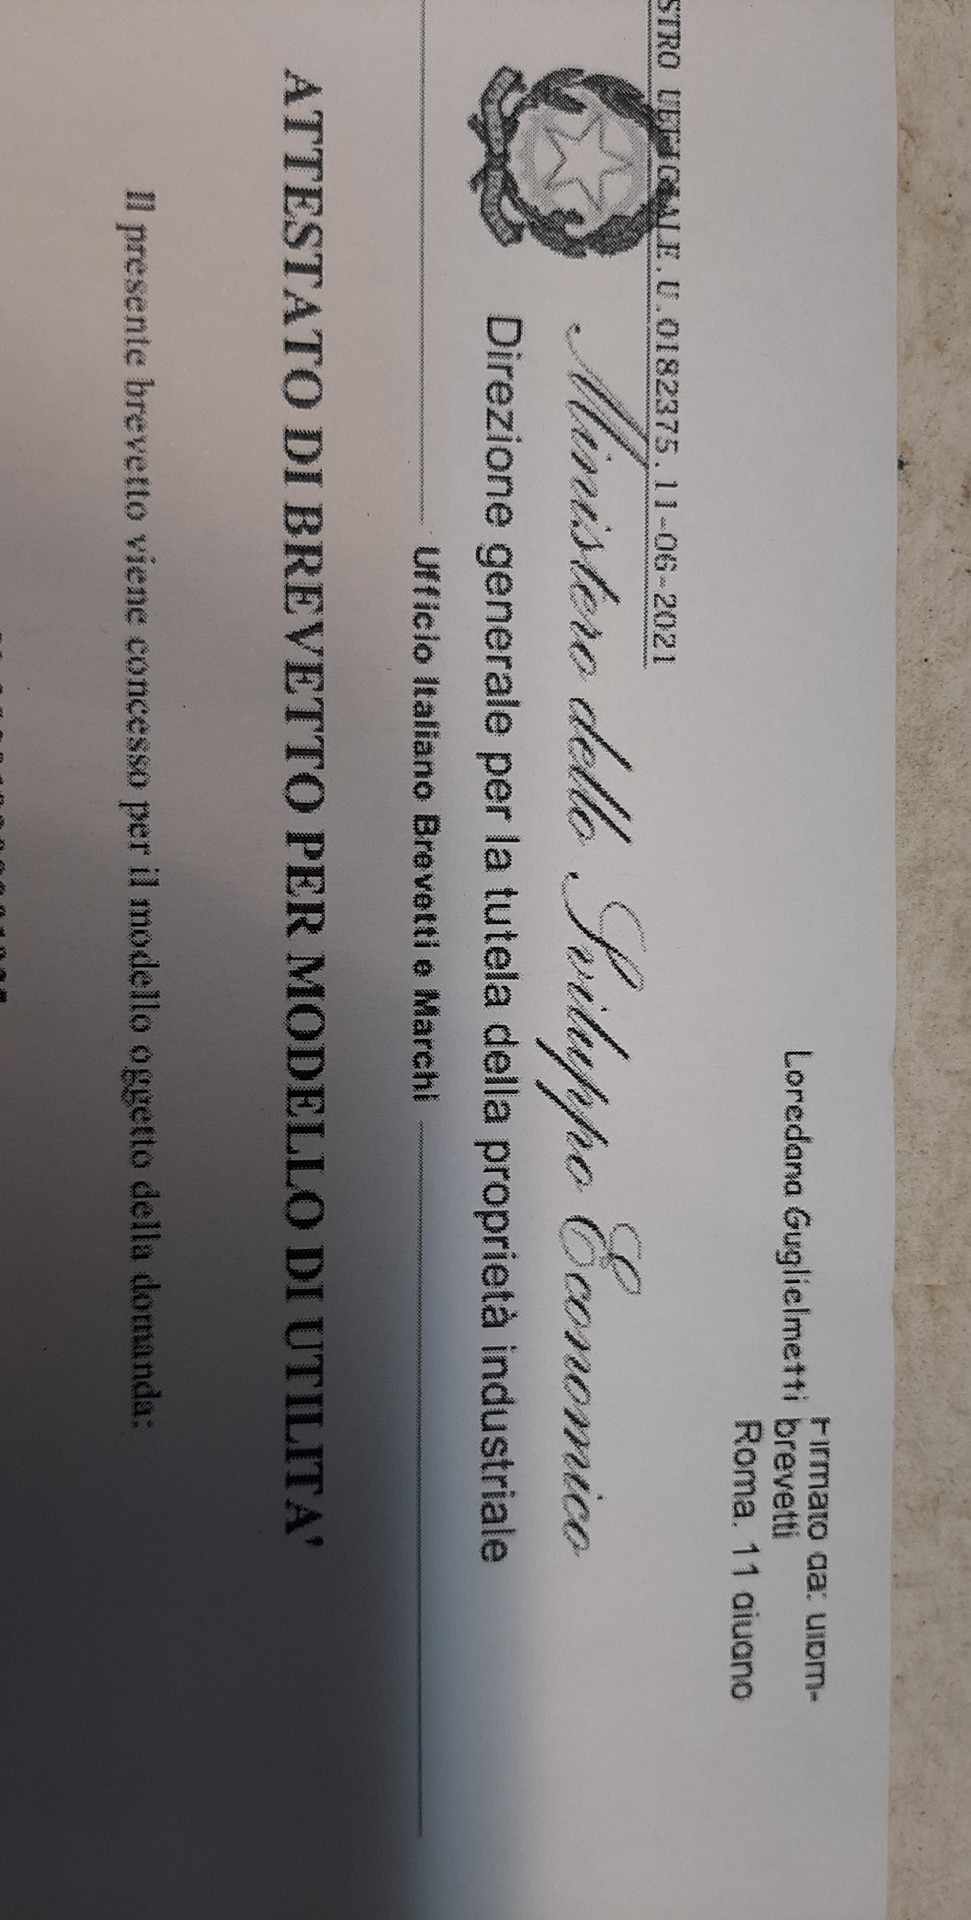 Firmato da: uibm-
brevetti
Loredana Guglielmetti
Roma, 11 giugno
STRO UFFICIALE.U.0182375.11-06-2021
Ministero dello Sviluppo Economico
Direzione generale per la tutela della proprietà industriale
Ufficio Italiano Brevetti e Marchi
ATTESTATO DI BREVETTO PER MODELLO DI UTILITA'
Il presente brevetto viene concesso per il modello oggetto della domanda: